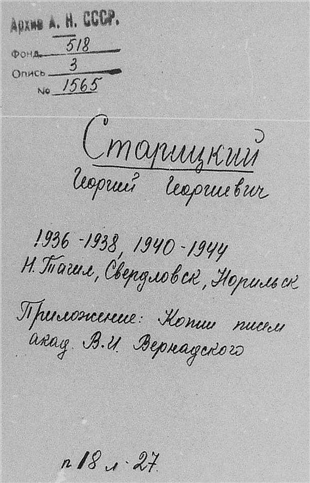 Архив А. Н. СССР.
Фонд 518
Опись 3
№ 1565
Старицкий
Георгий Георгиевич
1936-1938, 1940-1944
Н. Тагил, Свердловск, Норильск
Приложение: Копии писем
акад. В. И. Вернадского
п 18 л. 27.